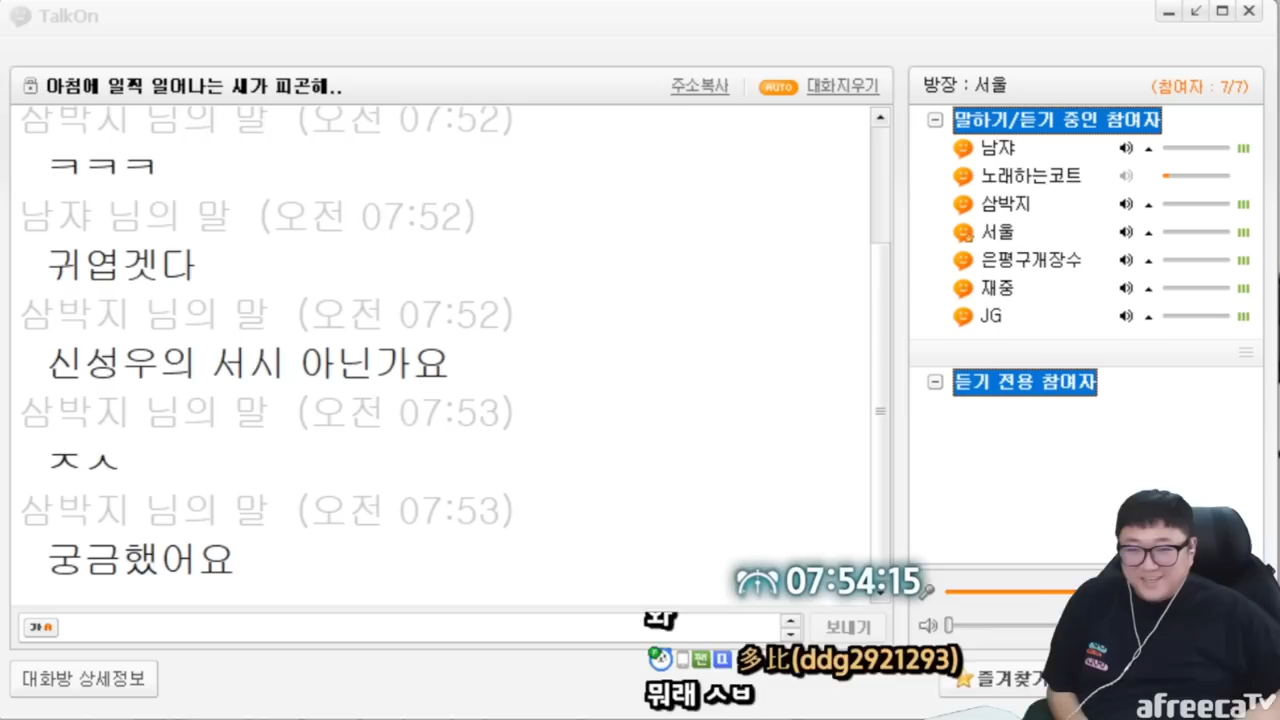 TalkOn
아침에 일찍 일어나는 새가 피곤해..
주소복사
AUTO 대화지우기
삼박지 님의 말 (오전 07:52)
ㅋㅋㅋ
남쟈 님의 말 (오전 07:52)
귀엽겟다
삼박지 님의 말 (오전 07:52)
신성우의 서시 아닌가요
삼박지 님의 말 (오전 07:53)
ㅈㅅ
삼박지 님의 말 (오전 07:53)
궁금했어요
가a
보내기
대화방 상세정보
방장 : 서울 (참여자 : 7/7)
말하기/듣기 중인 참여자
남쟈
노래하는코트
삼박지
서울
은평구개장수
재중
JG
듣기 전용 참여자
07:54:15
와
팬 多比(ddg2921293)
뭐래 ㅅㅂ
즐겨찾기
afreecaTV